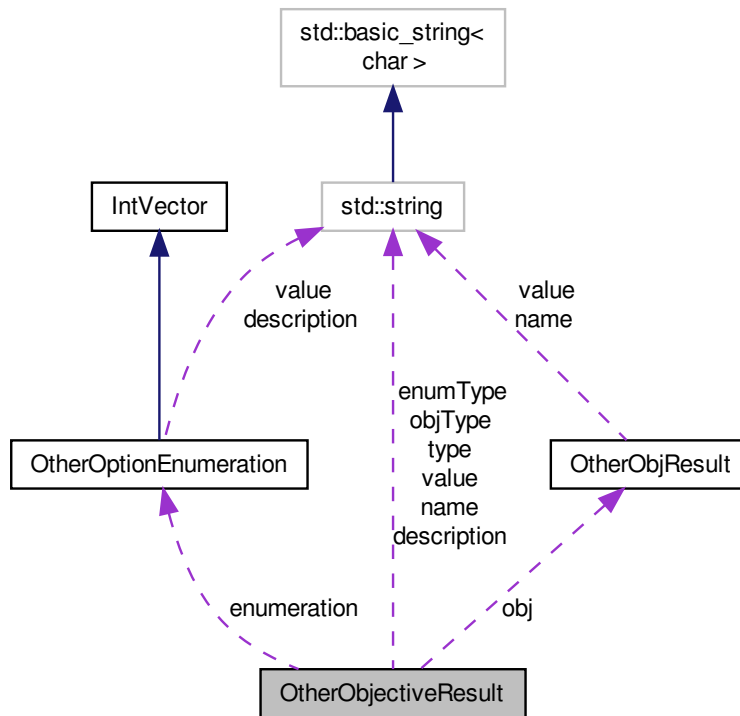 std::basic_string<
char >
IntVector
std::string
value
description
value
name
enumType
objType
type
value
name
description
OtherOptionEnumeration
OtherObjResult
enumeration
obj
OtherObjectiveResult